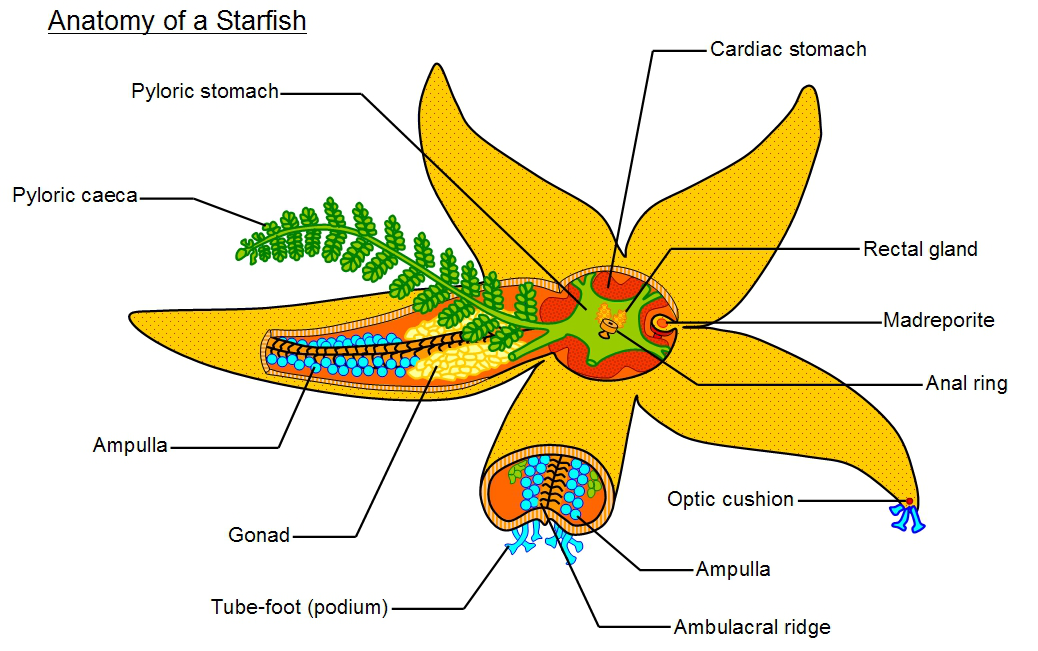 Anatomy of a Starfish
Cardiac stomach
Pyloric stomach
Pyloric caeca
Rectal gland
Madreporite
Anal ring
Ampulla
Optic cushion
Gonad
Ampulla
Tube-foot (podium)
Ambulacral ridge